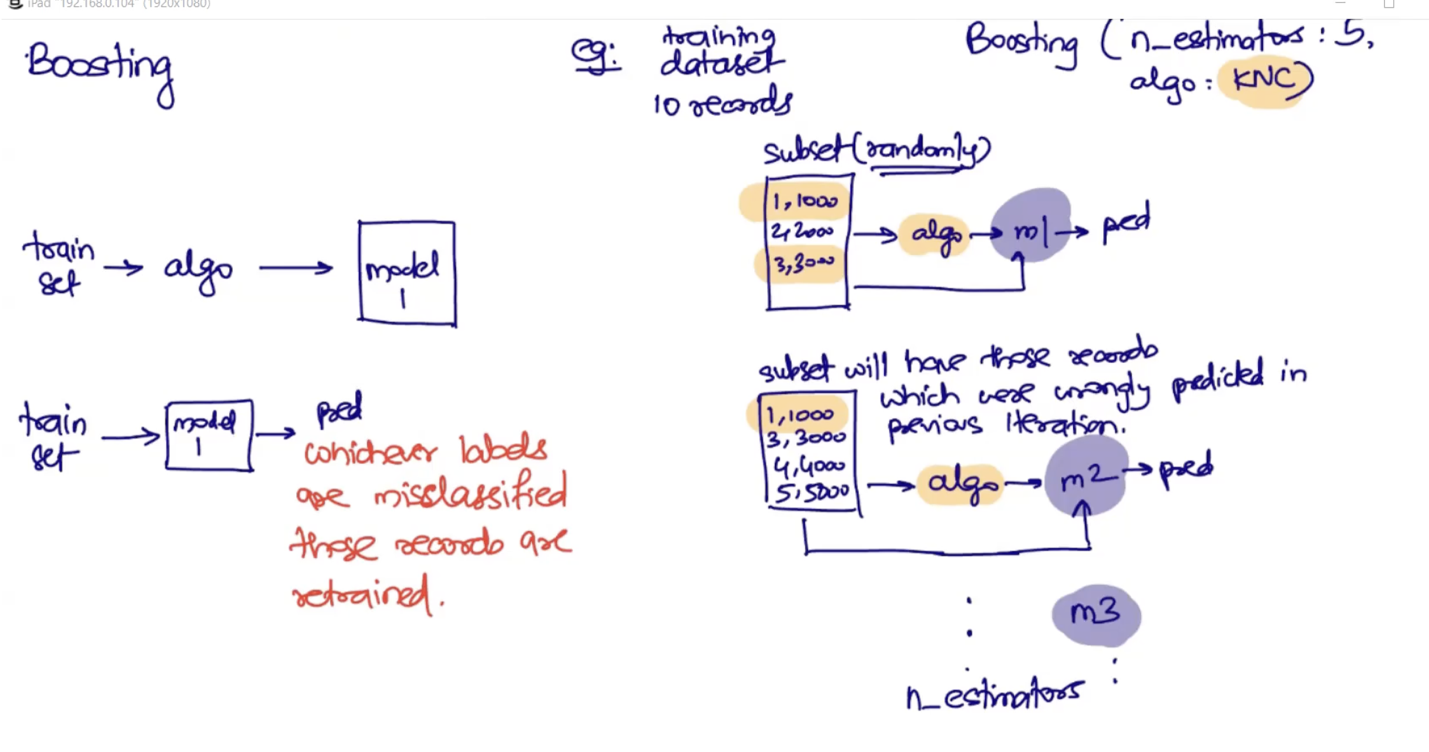 iPad "192.168.0.104" (1920x1080)
Boosting
eg: training
dataset
10 records
Boosting (n_estimators : 5,
algo: KNC)
subset (randomly)
1, 1000
2, 2000
3, 3000
algo
m1
pred
train
set
algo
model
1
subset will have those records
which were wrongly predicted in
previous iteration.
1, 1000
3, 3000
4, 4000
5, 5000
algo
m2
pred
train
set
model
1
pred
whichever labels
are misclassified
those records are
retrained.
m3
n_estimators